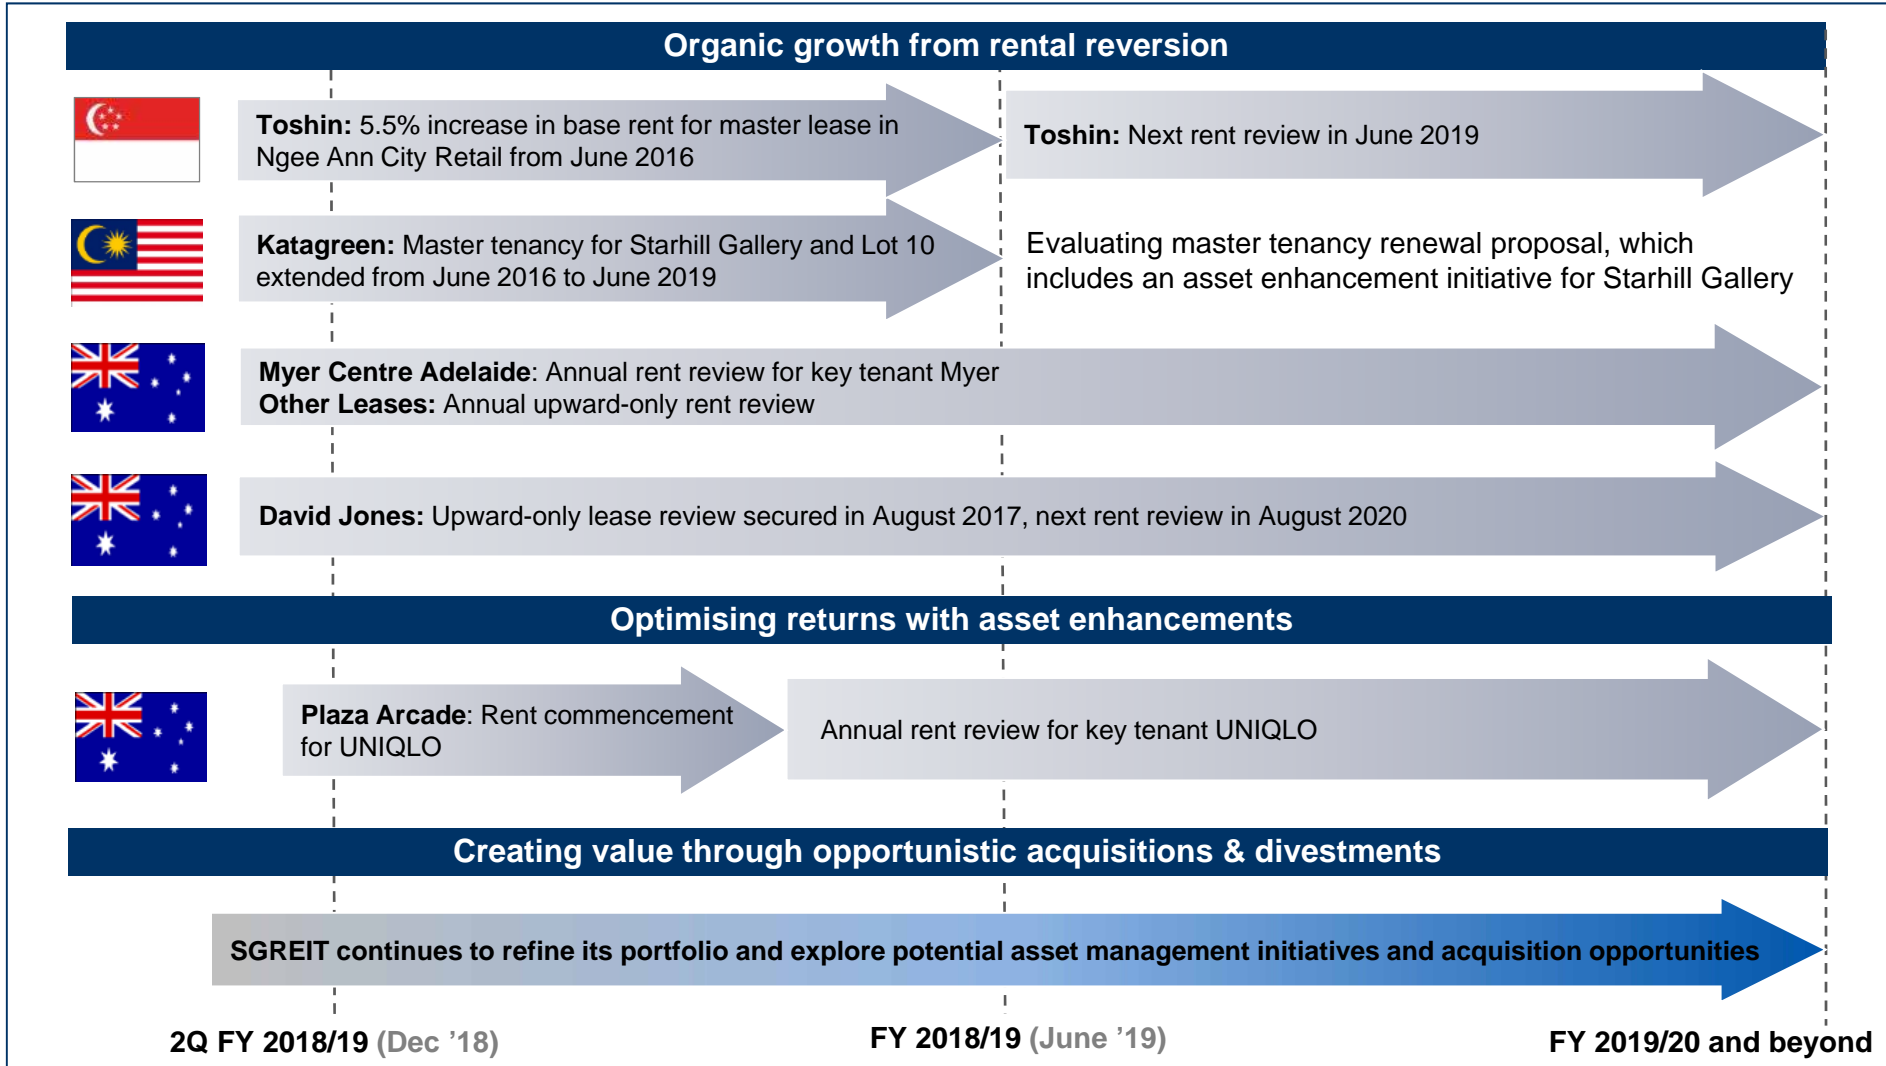 Organic growth from rental reversion
Toshin: 5.5% increase in base rent for master lease in
Ngee Ann City Retail from June 2016
Toshin: Next rent review in June 2019
Katagreen: Master tenancy for Starhill Gallery and Lot 10
extended from June 2016 to June 2019
Evaluating master tenancy renewal proposal, which
includes an asset enhancement initiative for Starhill Gallery
Myer Centre Adelaide: Annual rent review for key tenant Myer
Other Leases: Annual upward-only rent review
David Jones: Upward-only lease review secured in August 2017, next rent review in August 2020
Optimising returns with asset enhancements
Plaza Arcade: Rent commencement
for UNIQLO
Annual rent review for key tenant UNIQLO
Creating value through opportunistic acquisitions & divestments
SGREIT continues to refine its portfolio and explore potential asset management initiatives and acquisition opportunities
2Q FY 2018/19 (Dec ’18)
FY 2018/19 (June ’19)
FY 2019/20 and beyond